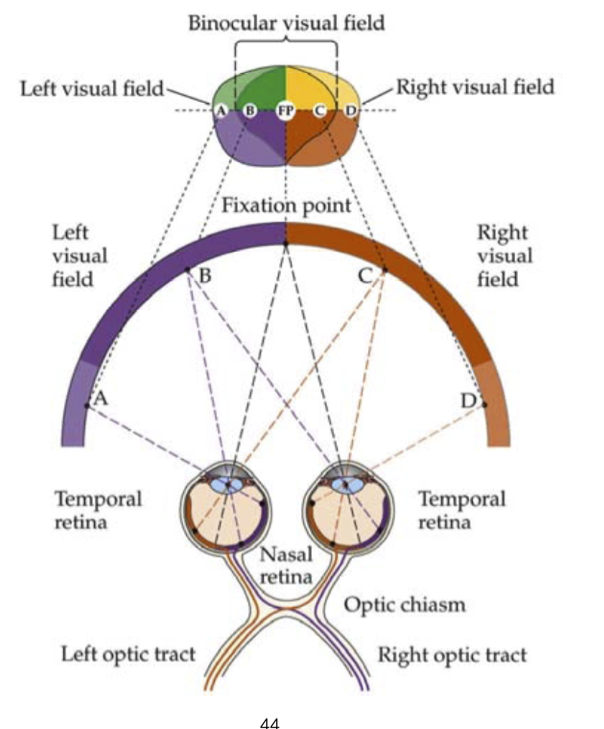 Binocular visual field
Left visual field
Right visual field
A B FP C D
Fixation point
Left
visual
field
Right
visual
field
B
C
A
D
Temporal
retina
Temporal
retina
Nasal
retina
Optic chiasm
Left optic tract
Right optic tract
44